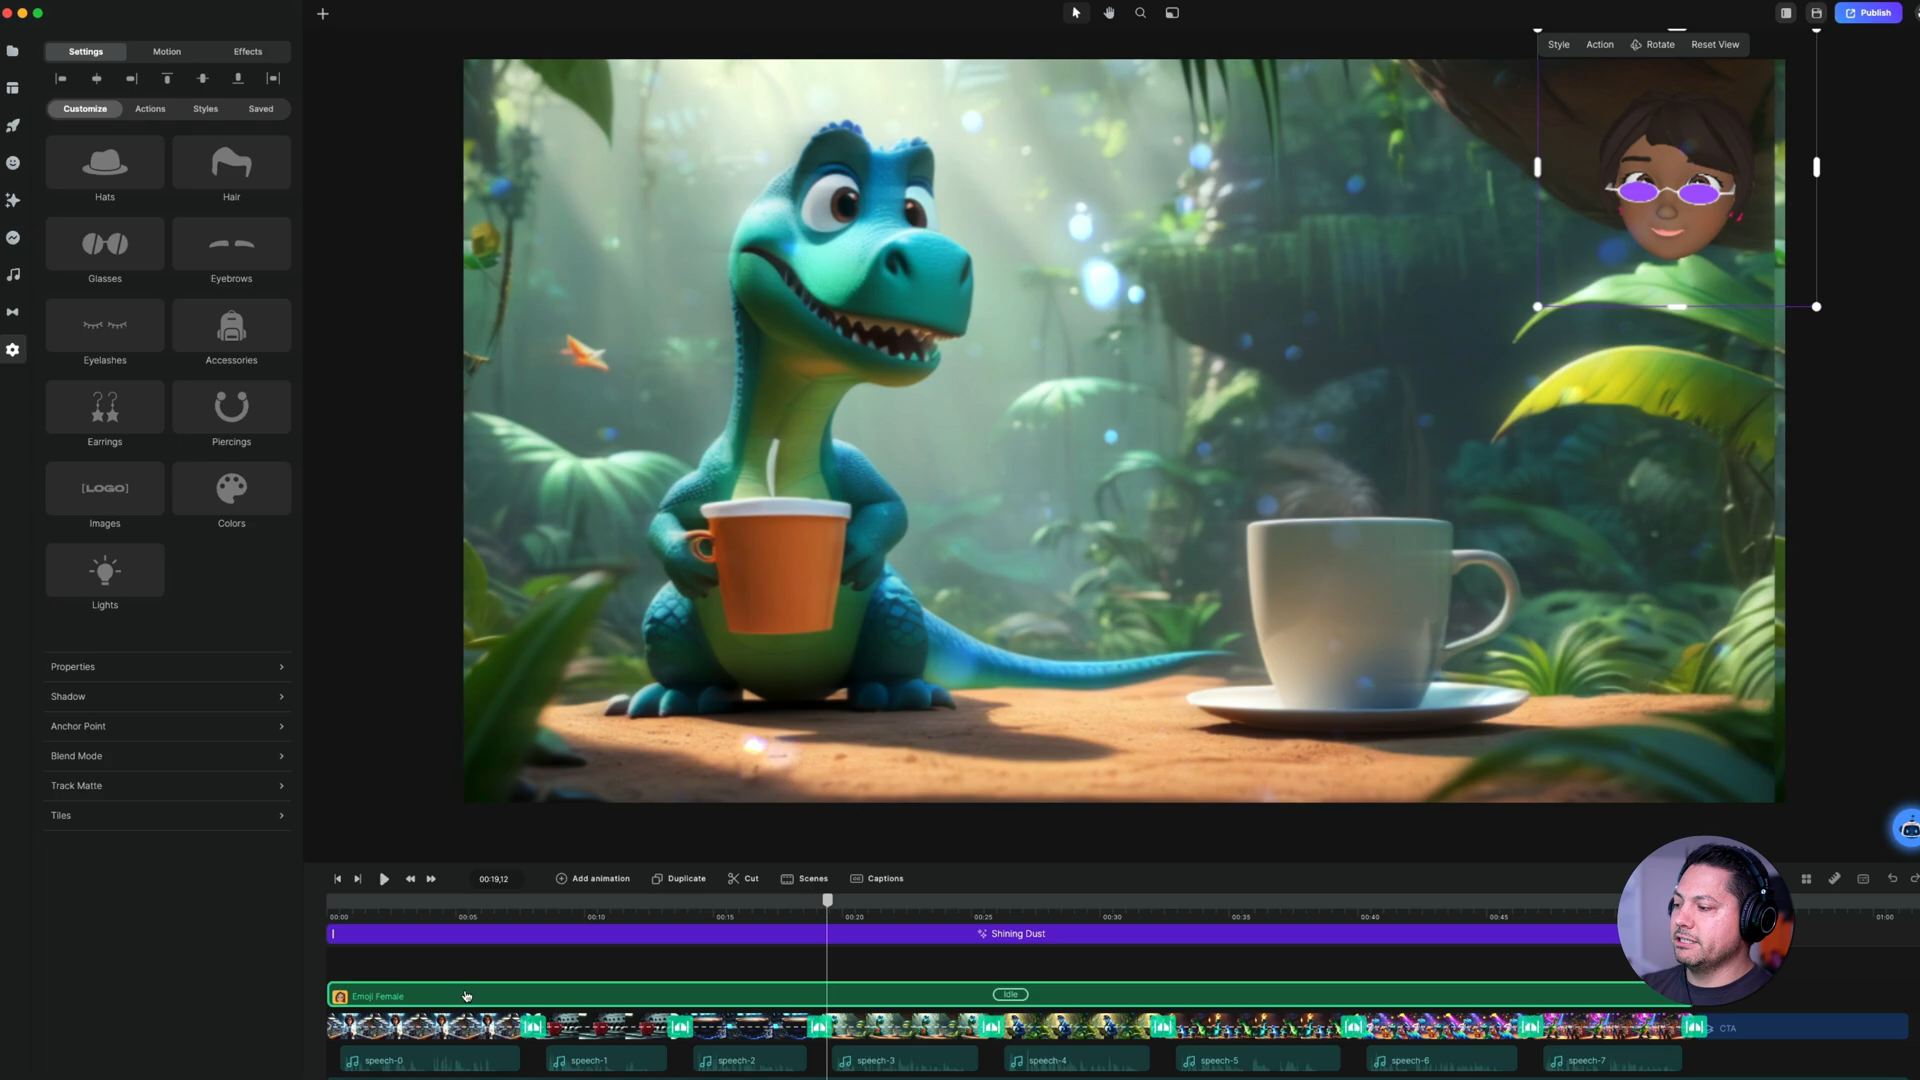 Publish
Settings Motion Effects
Style Action Rotate Reset View
Customize Actions Styles Saved
Hats Hair
Glasses Eyebrows
Eyelashes Accessories
Earrings Piercings
[LOGO]
Images Colors
Lights
Properties
Shadow
Anchor Point
Blend Mode
Track Matte
Tiles
00:19,12 Add animation Duplicate Cut Scenes Captions
00:00 00:05 00:10 00:15 00:20 00:25 00:30 00:35 00:40 00:45 01:00
Shining Dust
Emoji Female Idle
CTA
speech-0 speech-1 speech-2 speech-3 speech-4 speech-5 speech-6 speech-7